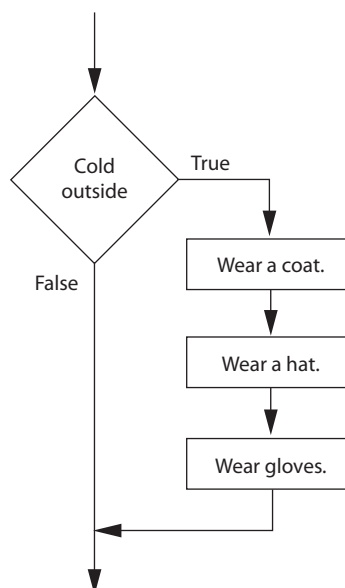 Cold
outside
True
False
Wear a coat.
Wear a hat.
Wear gloves.